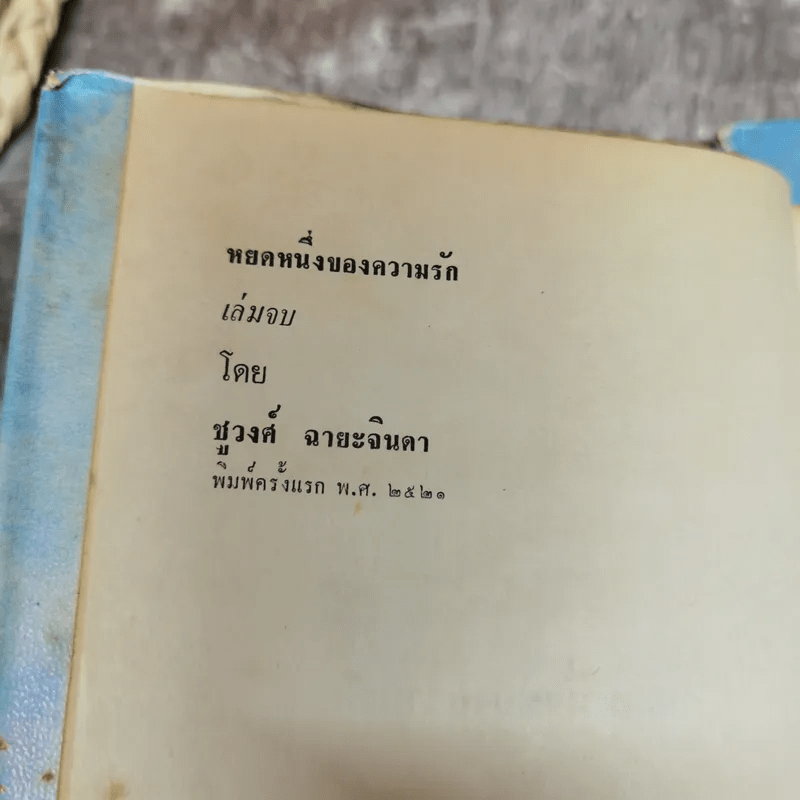 หยดหนึ่งของความรัก
เล่มจบ
โดย
ชูวงศ์ ฉายะจินดา
พิมพ์ครั้งแรก พ.ศ. ๒๕๒๑